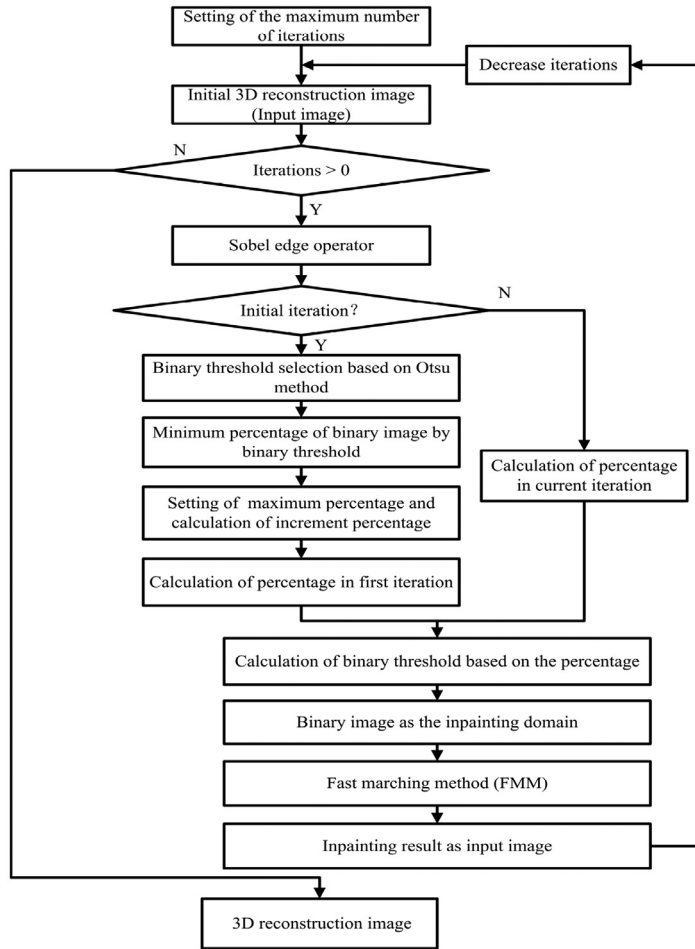 Setting of the maximum number
of iterations
Decrease iterations
Initial 3D reconstruction image
(Input image)
N
Iterations > 0
Y
Sobel edge operator
Initial iteration?
N
Y
Binary threshold selection based on Otsu
method
Minimum percentage of binary image by
binary threshold
Calculation of percentage
in current iteration
Setting of maximum percentage and
calculation of increment percentage
Calculation of percentage in first iteration
Calculation of binary threshold based on the percentage
Binary image as the inpainting domain
Fast marching method (FMM)
Inpainting result as input image
3D reconstruction image